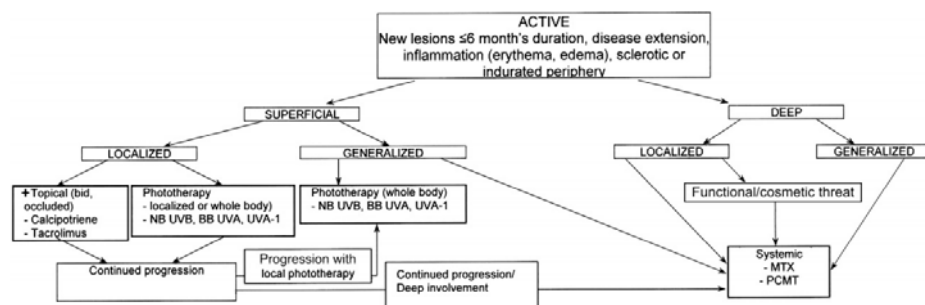 ACTIVE
New lesions ≤6 month's duration, disease extension,
inflammation (erythema, edema), sclerotic or
indurated periphery
SUPERFICIAL
DEEP
LOCALIZED
GENERALIZED
LOCALIZED
GENERALIZED
+Topical (bid,
occluded)
- Calcipotriene
- Tacrolimus
Phototherapy
- localized or whole body)
- NB UVB, BB UVA, UVA-1
Phototherapy (whole body)
- NB UVB, BB UVA, UVA-1
Functional/cosmetic threat
Continued progression
Progression with
local phototherapy
Continued progression/
Deep involvement
Systemic
- MTX
- PCMT